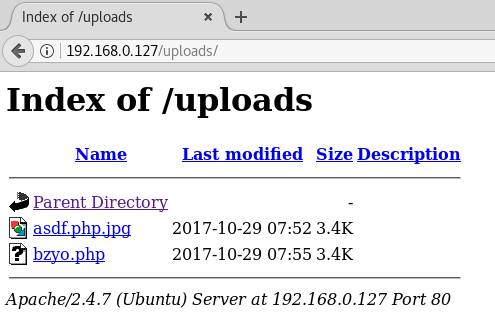 Index of /uploads
192.168.0.127/uploads/
Index of /uploads
Name Last modified Size Description
Parent Directory -
asdf.php.jpg 2017-10-29 07:52 3.4K
bzyo.php 2017-10-29 07:55 3.4K
Apache/2.4.7 (Ubuntu) Server at 192.168.0.127 Port 80